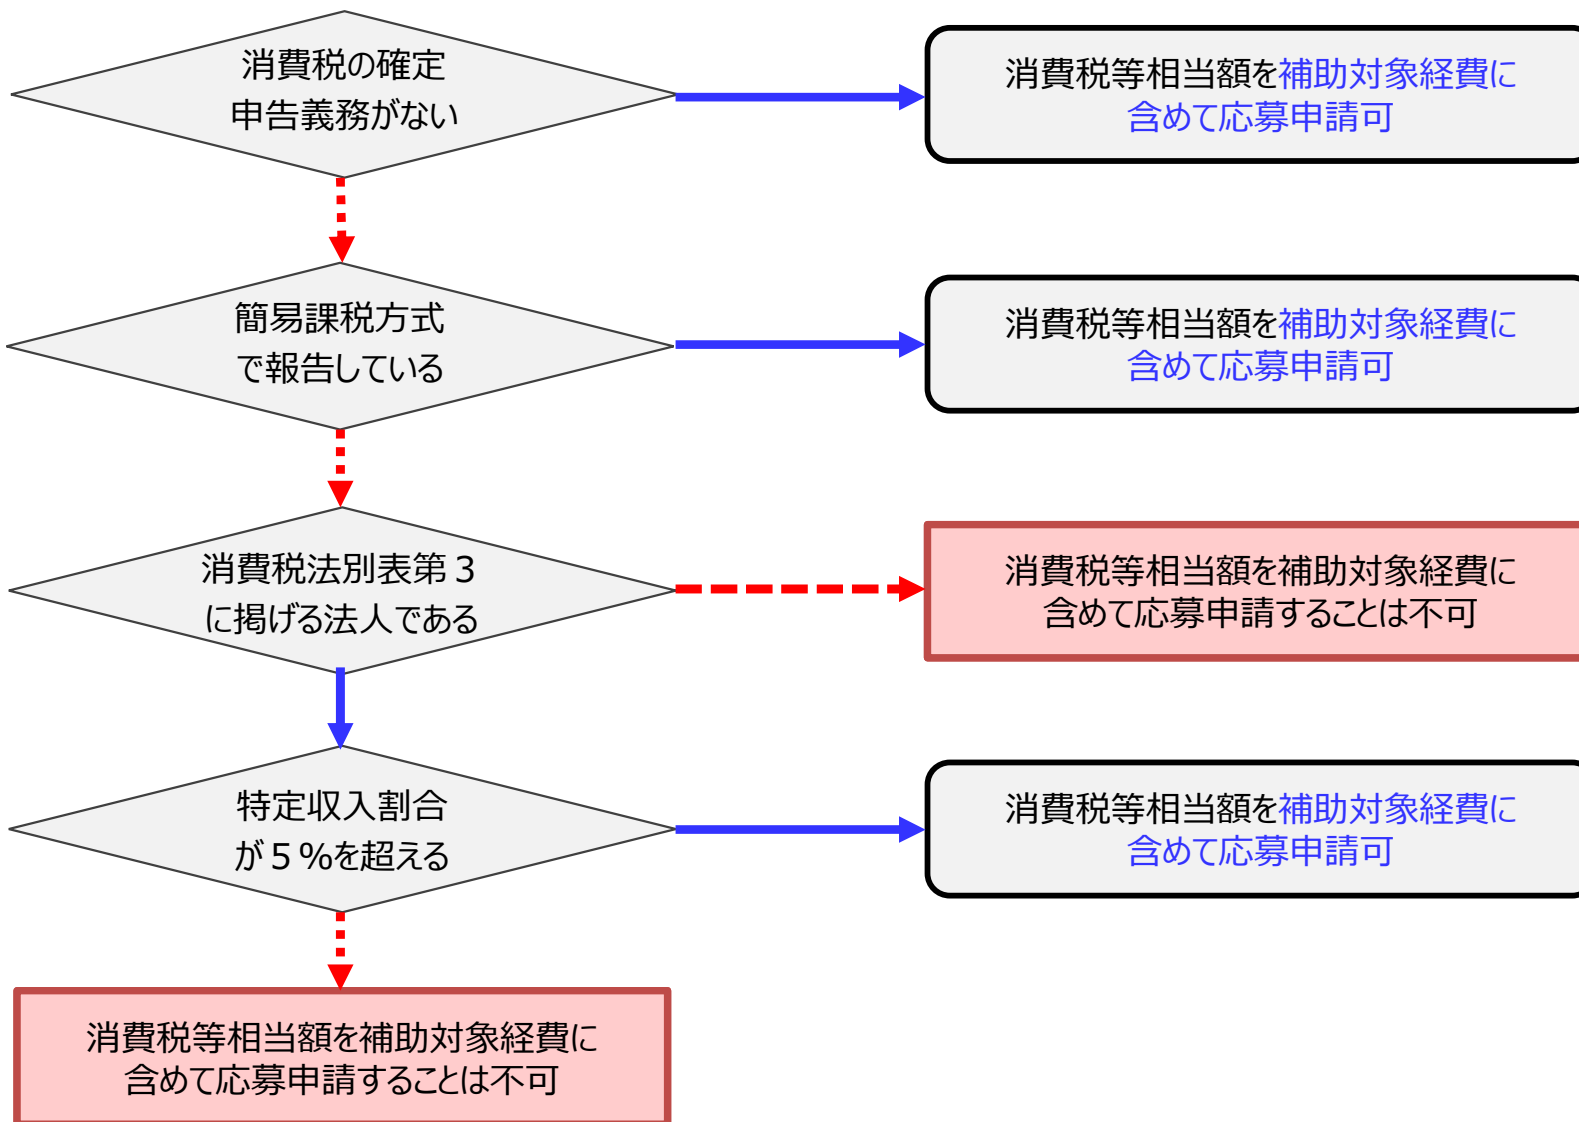 消費税の確定
申告義務がない
消費税等相当額を補助対象経費に
含めて応募申請可
簡易課税方式
で報告している
消費税等相当額を補助対象経費に
含めて応募申請可
消費税法別表第3
に掲げる法人である
消費税等相当額を補助対象経費に
含めて応募申請することは不可
特定収入割合
が5%を超える
消費税等相当額を補助対象経費に
含めて応募申請可
消費税等相当額を補助対象経費に
含めて応募申請することは不可